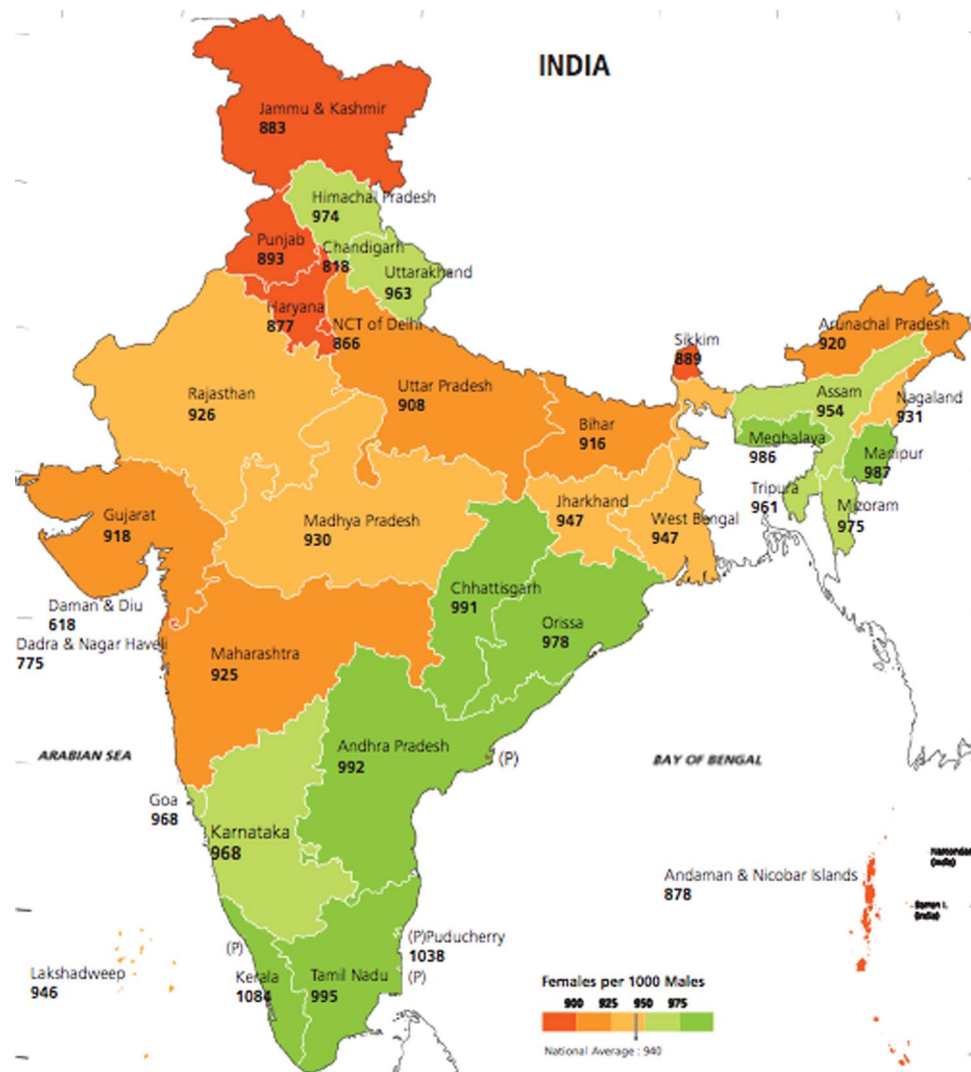 INDIA
Jammu & Kashmir
883
Himachal Pradesh
974
Punjab
893
Chandigarh
818
Uttarakhand
963
Haryana
877
NCT of Delhi
866
Sikkim
889
Arunachal Pradesh
920
Rajasthan
926
Uttar Pradesh
908
Assam
954
Nagaland
931
Bihar
916
Meghalaya
986
Manipur
987
Gujarat
918
Madhya Pradesh
930
Jharkhand
947
West Bengal
947
Tripura
961
Mizoram
975
Chhattisgarh
991
Daman & Diu
618
Orissa
978
Dadra & Nagar Haveli
775
Maharashtra
925
ARABIAN SEA
Andhra Pradesh
992
(P)
BAY OF BENGAL
Goa
968
Karnataka
968
Andaman & Nicobar Islands
878
(India)
(India)
(P)
(P)Puducherry
1038
Lakshadweep
946
Kerala
1084
Tamil Nadu
995
(P)
Females per 1000 Males
900 925 950 975
National Average : 940